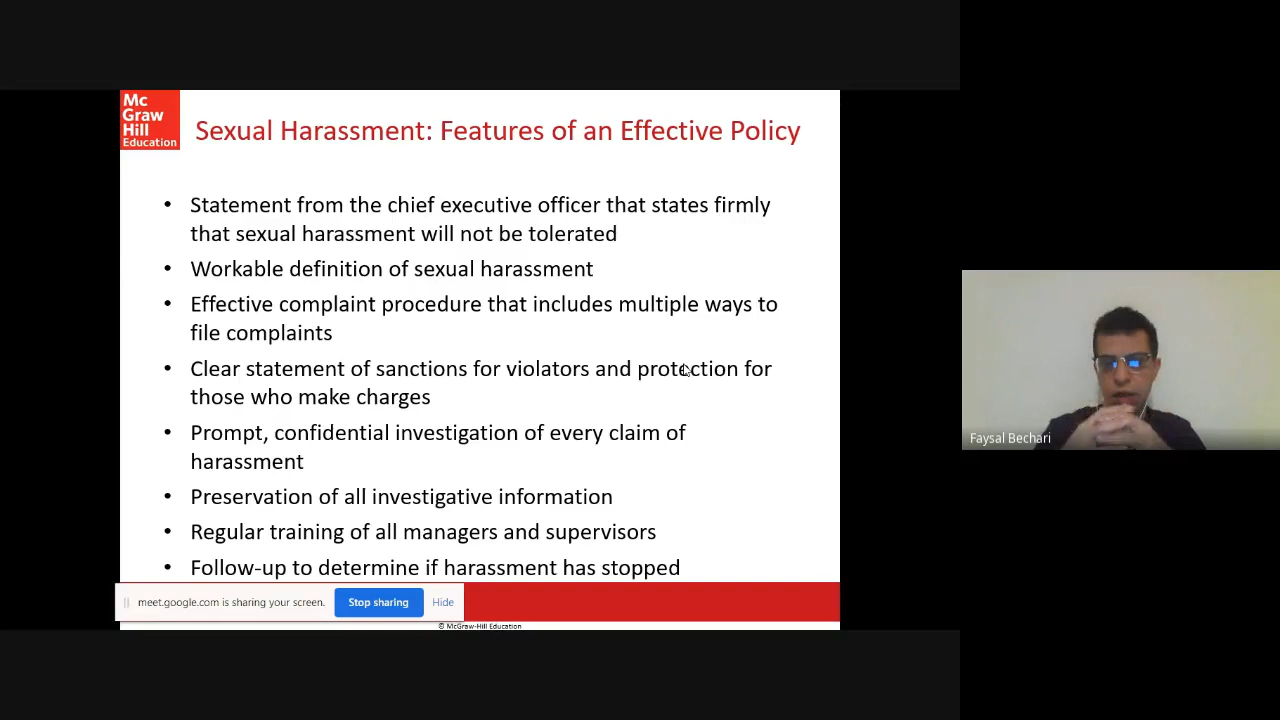 Mc
Graw
Hill
Education
Sexual Harassment: Features of an Effective Policy
• Statement from the chief executive officer that states firmly
that sexual harassment will not be tolerated
• Workable definition of sexual harassment
• Effective complaint procedure that includes multiple ways to
file complaints
• Clear statement of sanctions for violators and protection for
those who make charges
• Prompt, confidential investigation of every claim of
harassment
• Preservation of all investigative information
• Regular training of all managers and supervisors
• Follow-up to determine if harassment has stopped
meet.google.com is sharing your screen.
Stop sharing
Hide
© McGraw-Hill Education
Faysal Bechari